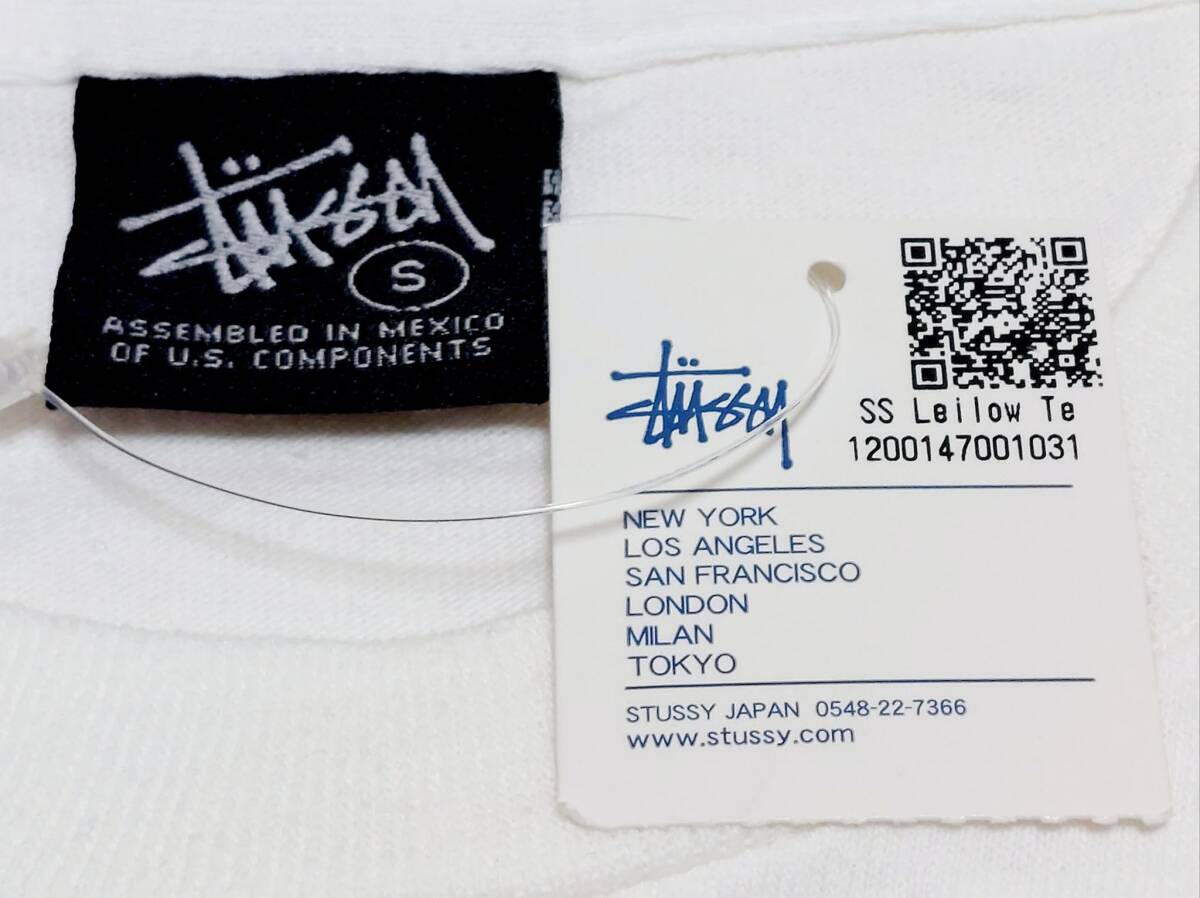 Stüssy
S
ASSEMBLED IN MEXICO
OF U.S. COMPONENTS
Stüssy
SS Leilow Te
1200147001031
NEW YORK
LOS ANGELES
SAN FRANCISCO
LONDON
MILAN
TOKYO
STUSSY JAPAN 0548-22-7366
www.stussy.com